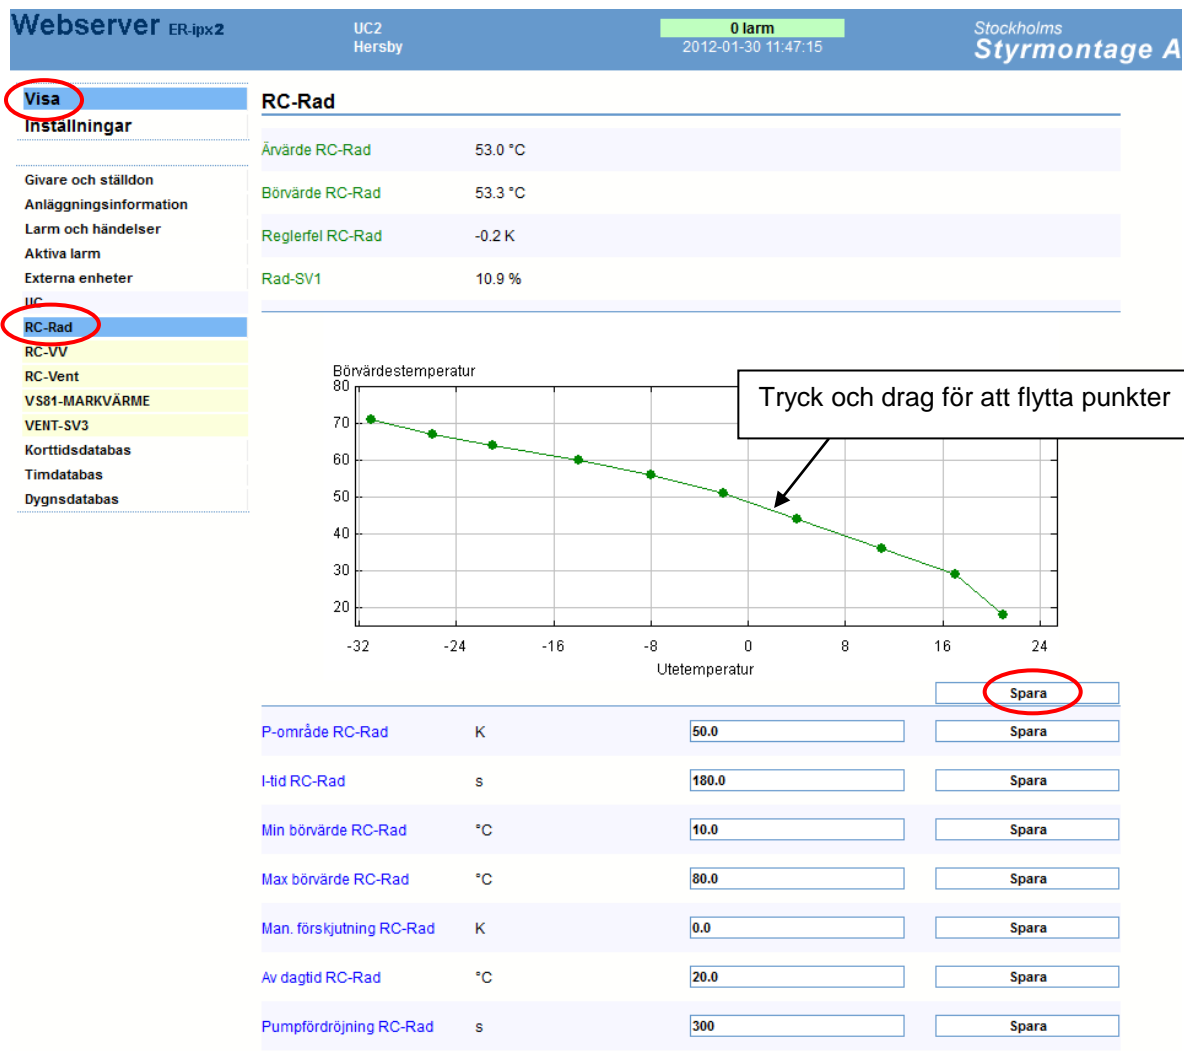 Webserver ER-ipx2
UC2
Hersby
0 larm
2012-01-30 11:47:15
Stockholms
Styrmontage A
Visa
Inställningar
Givare och ställdon
Anläggningsinformation
Larm och händelser
Aktiva larm
Externa enheter
UC
RC-Rad
RC-VV
RC-Vent
VS81-MARKVÄRME
VENT-SV3
Korttidsdatabas
Timdatabas
Dygnsdatabas
RC-Rad
Ärvärde RC-Rad 53.0 °C
Börvärde RC-Rad 53.3 °C
Reglerfel RC-Rad -0.2 K
Rad-SV1 10.9 %
Börvärdestemperatur
80
70
60
50
40
30
20
Tryck och drag för att flytta punkter
-32 -24 -16 -8 0 8 16 24
Utetemperatur
Spara
P-område RC-Rad K 50.0 Spara
I-tid RC-Rad s 180.0 Spara
Min börvärde RC-Rad °C 10.0 Spara
Max börvärde RC-Rad °C 80.0 Spara
Man. förskjutning RC-Rad K 0.0 Spara
Av dagtid RC-Rad °C 20.0 Spara
Pumpfördröjning RC-Rad s 300 Spara